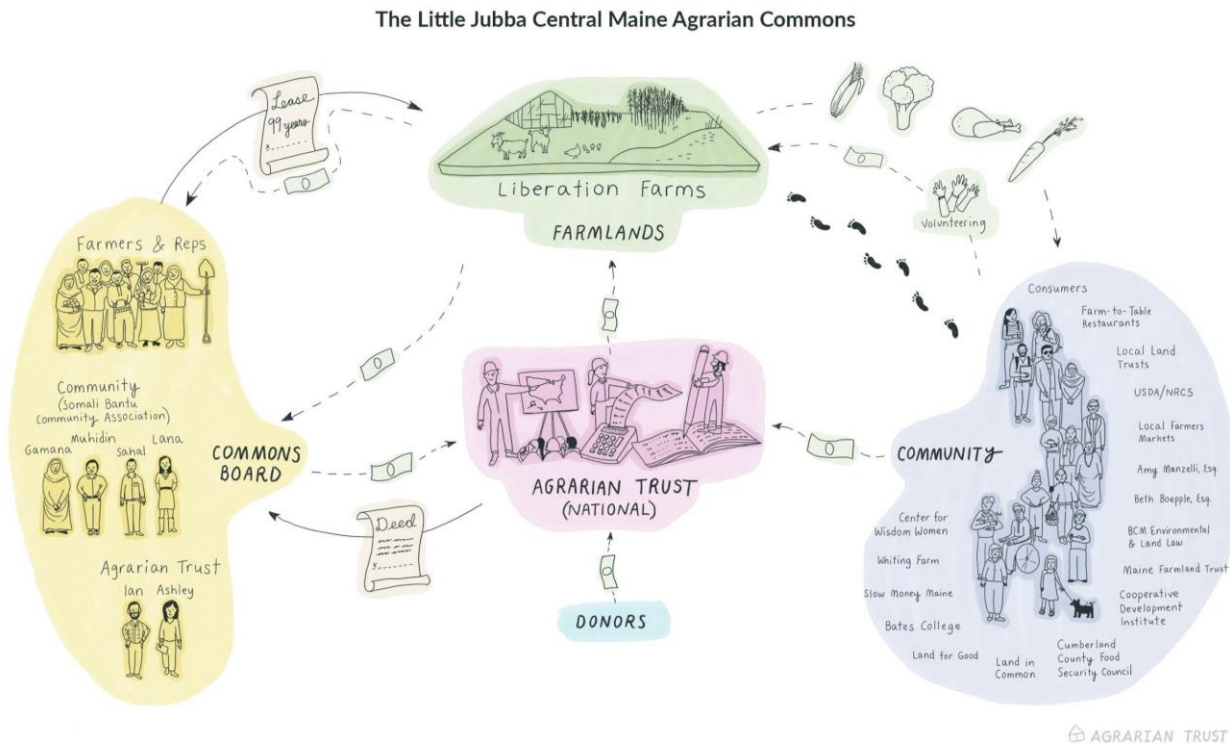 The Little Jubba Central Maine Agrarian Commons
Lease
99 years
x
Liberation Farms
FARMLANDS
Volunteering
Farmers & Reps
Community
(Somali Bantu
Community Association)
Gamana
Muhidin
Sahal
Lana
COMMONS
BOARD
Agrarian Trust
Ian
Ashley
AGRARIAN TRUST
(NATIONAL)
Deed
x
DONORS
COMMUNITY
Consumers
Farm-to-Table
Restaurants
Local Land
Trusts
USDA/NRCS
Local Farmers
Markets
Amy Manzelli, Esq.
Beth Boepple, Esq.
BCM Environmental
& Land Law
Maine Farmland Trust
Cooperative
Development
Institute
Cumberland
County Food
Security Council
Land in
Common
Land for Good
Bates College
Slow Money Maine
Whiting Farm
Center for
Wisdom Women
AGRARIAN TRUST